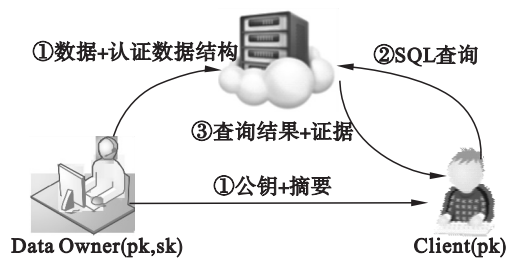 ①数据+认证数据结构
②SQL查询
③查询结果+证据
①公钥+摘要
Data Owner(pk,sk)
Client(pk)